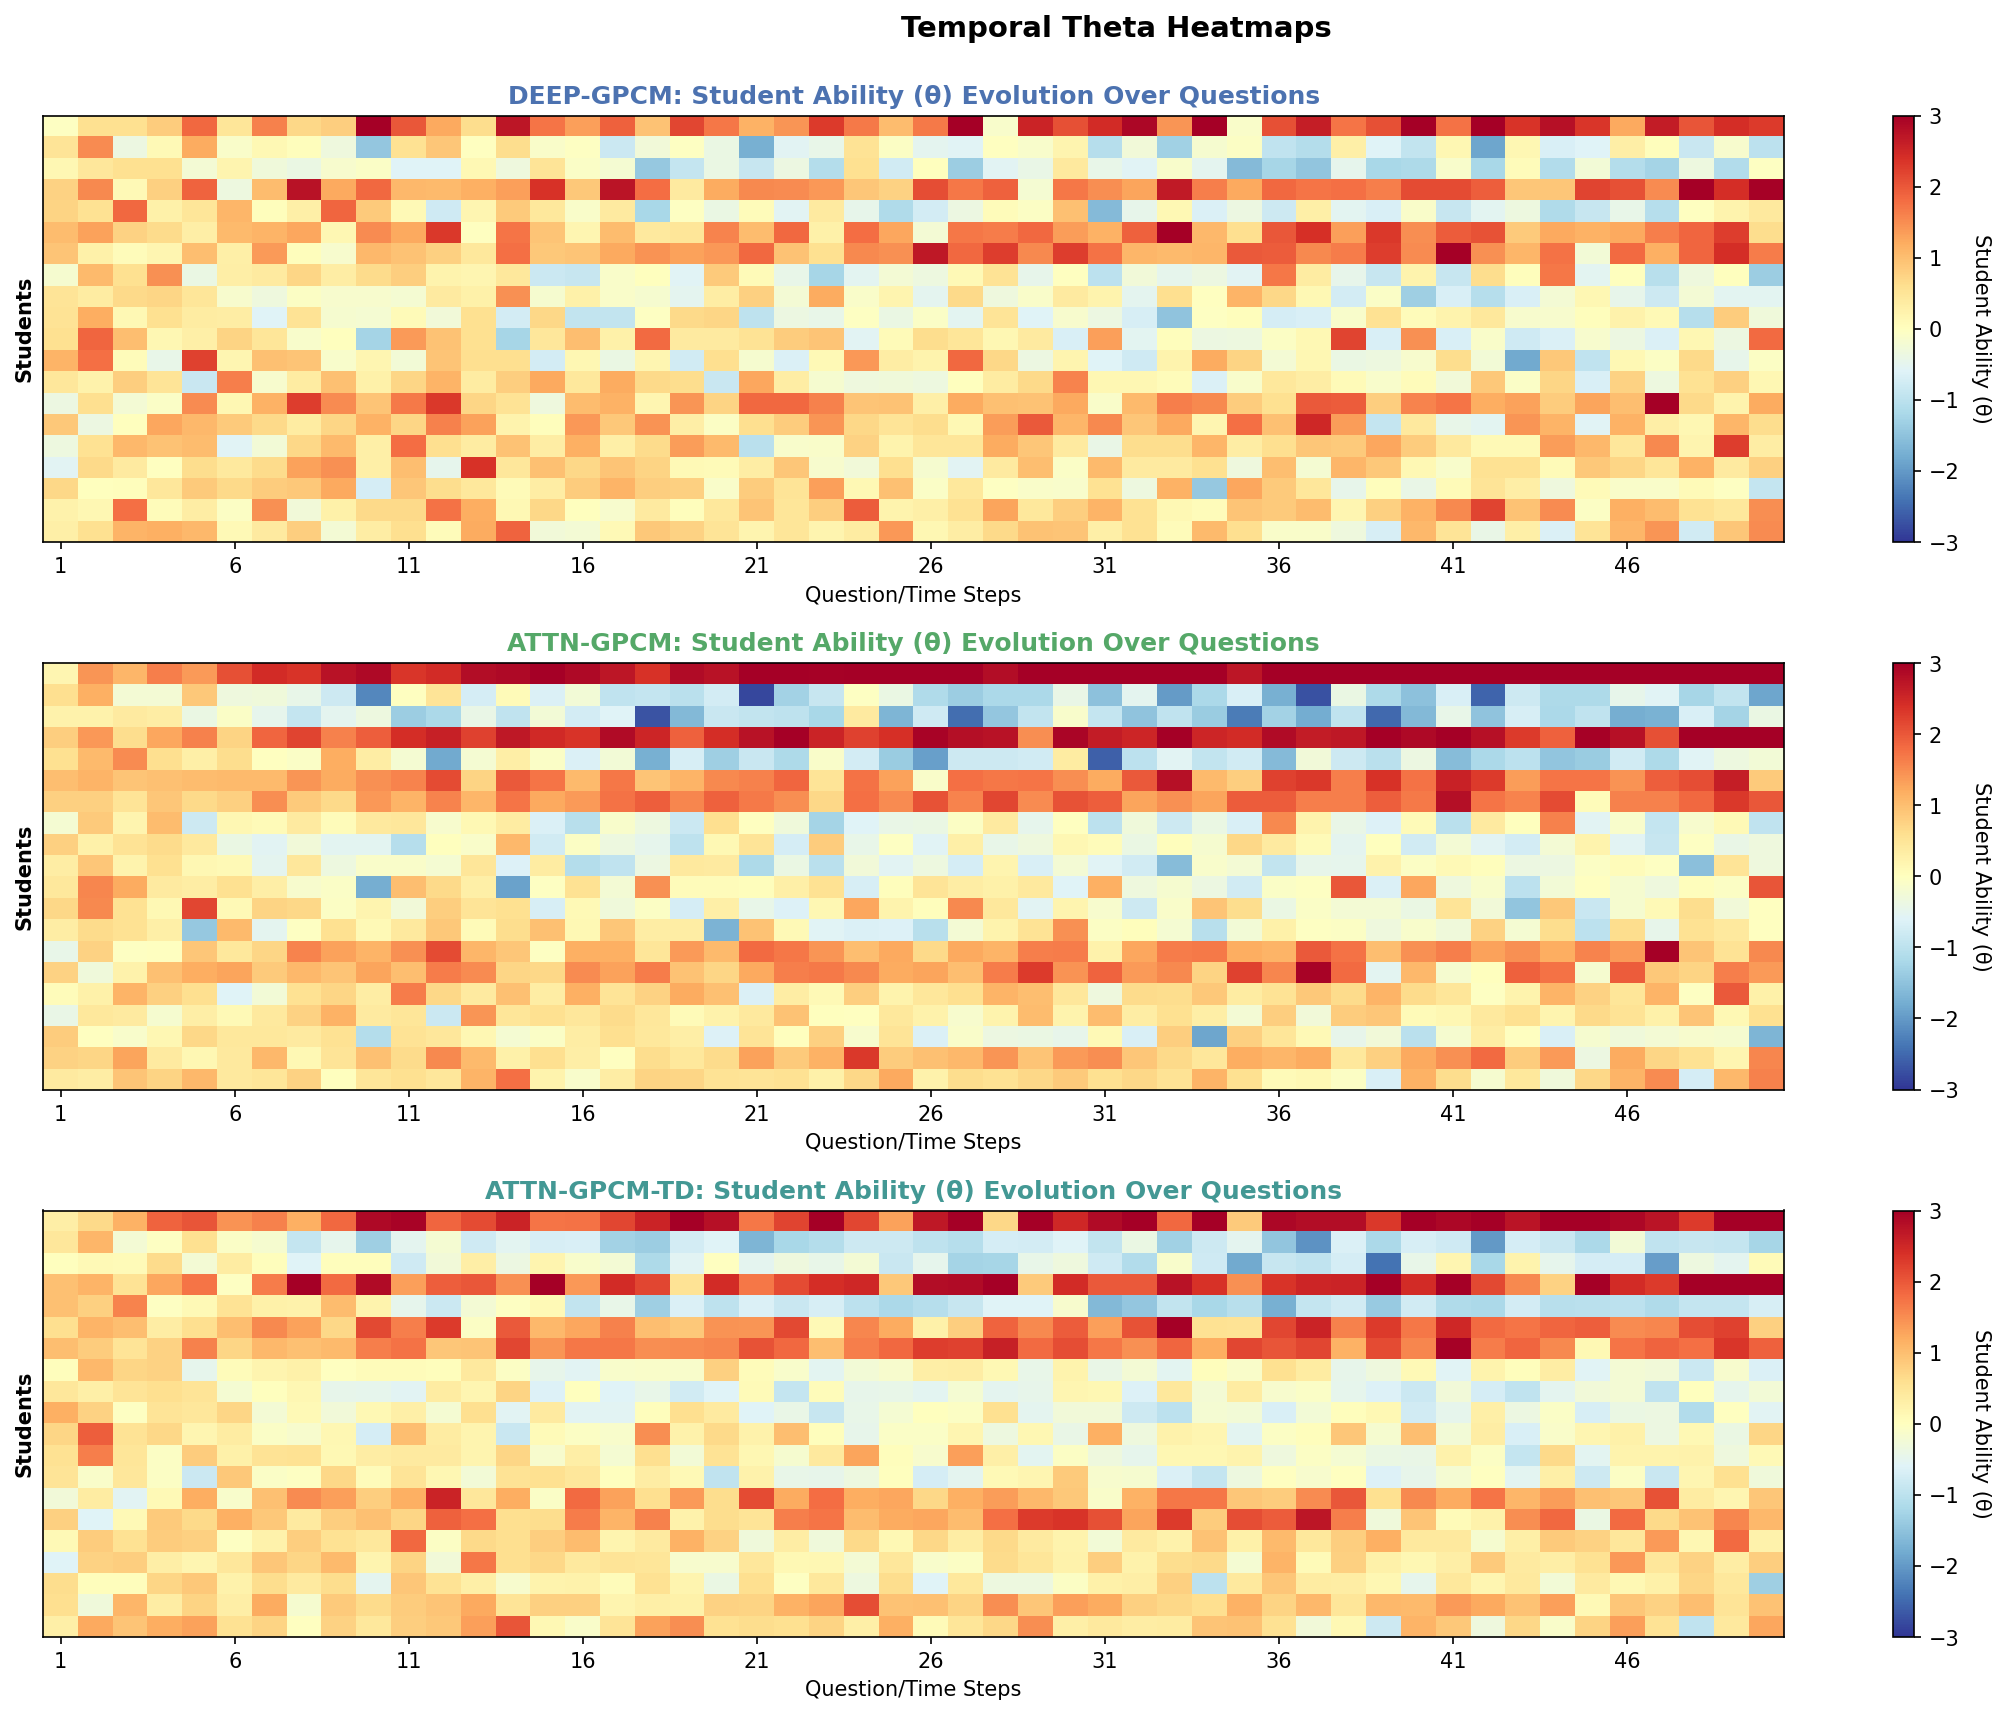 Temporal Theta Heatmaps
DEEP-GPCM: Student Ability (θ) Evolution Over Questions
Students
1 6 11 16 21 26 31 36 41 46
Question/Time Steps
3
2
1
0
−1
−2
−3
Student Ability (θ)
ATTN-GPCM: Student Ability (θ) Evolution Over Questions
Students
1 6 11 16 21 26 31 36 41 46
Question/Time Steps
3
2
1
0
−1
−2
−3
Student Ability (θ)
ATTN-GPCM-TD: Student Ability (θ) Evolution Over Questions
Students
1 6 11 16 21 26 31 36 41 46
Question/Time Steps
3
2
1
0
−1
−2
−3
Student Ability (θ)